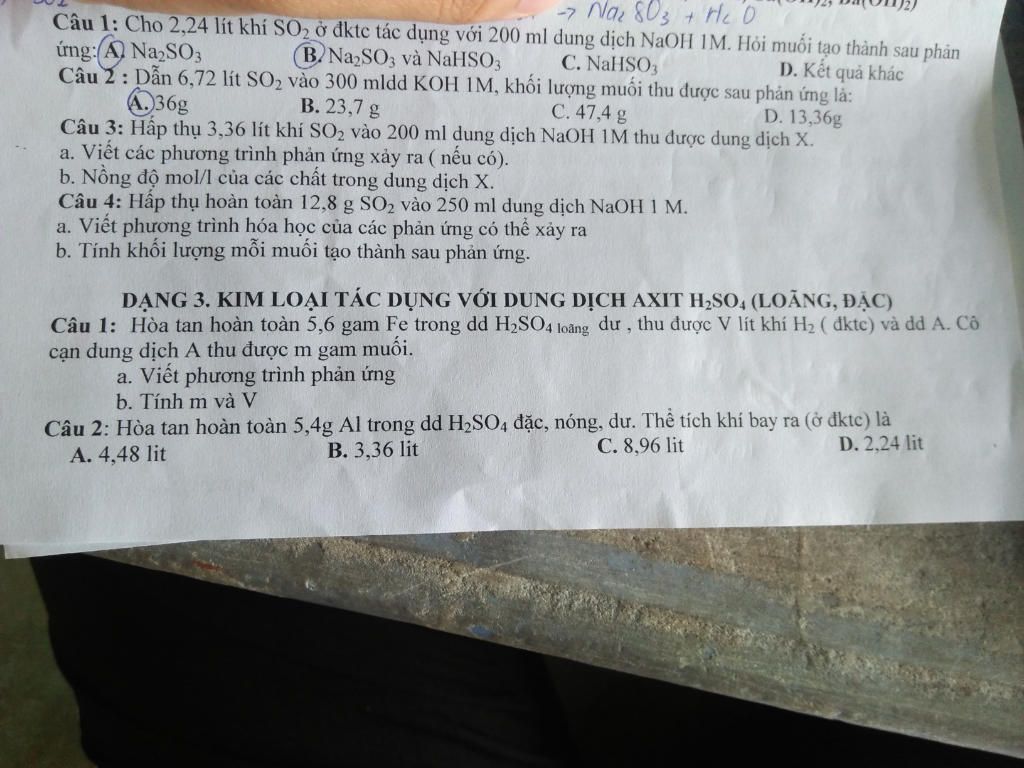 → Na₂SO₃ + H₂O
Câu 1: Cho 2,24 lít khí SO₂ ở đktc tác dụng với 200 ml dung dịch NaOH 1M. Hỏi muối tạo thành sau phản
ứng: A. Na₂SO₃ B. Na₂SO₃ và NaHSO₃ C. NaHSO₃ D. Kết quả khác
Câu 2 : Dẫn 6,72 lít SO₂ vào 300 mldd KOH 1M, khối lượng muối thu được sau phản ứng là:
A. 36g B. 23,7 g C. 47,4 g D. 13,36g
Câu 3: Hấp thụ 3,36 lít khí SO₂ vào 200 ml dung dịch NaOH 1M thu được dung dịch X.
a. Viết các phương trình phản ứng xảy ra ( nếu có).
b. Nồng độ mol/l của các chất trong dung dịch X.
Câu 4: Hấp thụ hoàn toàn 12,8 g SO₂ vào 250 ml dung dịch NaOH 1 M.
a. Viết phương trình hóa học của các phản ứng có thể xảy ra
b. Tính khối lượng mỗi muối tạo thành sau phản ứng.
DẠNG 3. KIM LOẠI TÁC DỤNG VỚI DUNG DỊCH AXIT H₂SO₄ (LOÃNG, ĐẶC)
Câu 1: Hòa tan hoàn toàn 5,6 gam Fe trong dd H₂SO₄ loãng dư , thu được V lít khí H₂ ( đktc) và dd A. Cô
cạn dung dịch A thu được m gam muối.
a. Viết phương trình phản ứng
b. Tính m và V
Câu 2: Hòa tan hoàn toàn 5,4g Al trong dd H₂SO₄ đặc, nóng, dư. Thể tích khí bay ra (ở đktc) là
A. 4,48 lit B. 3,36 lit C. 8,96 lit D. 2,24 lit